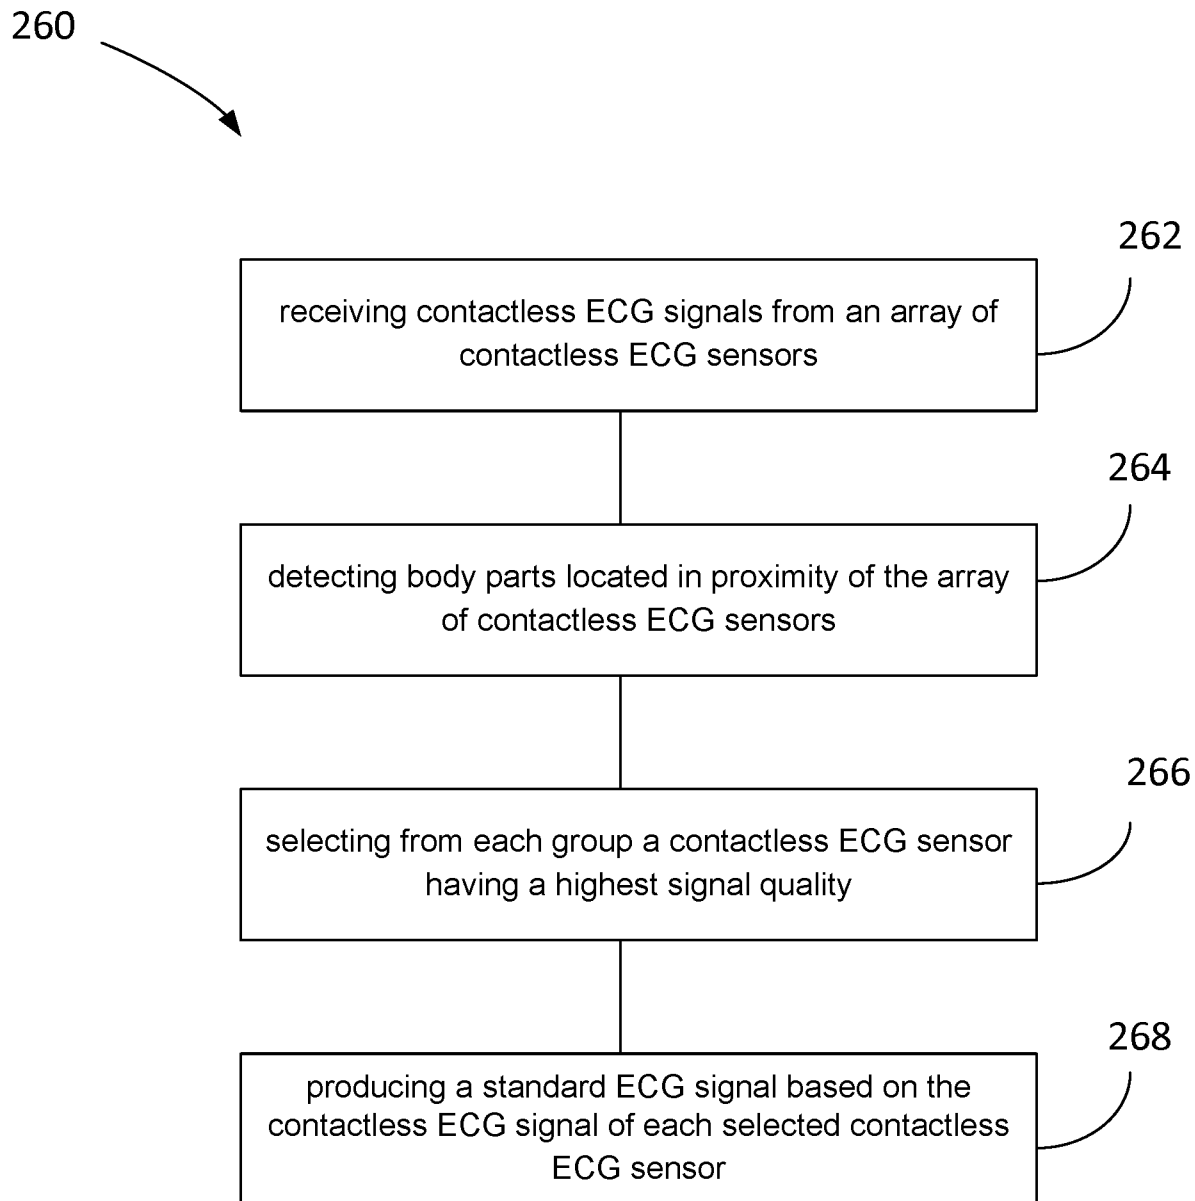 260
262
receiving contactless ECG signals from an array of
contactless ECG sensors
264
detecting body parts located in proximity of the array
of contactless ECG sensors
266
selecting from each group a contactless ECG sensor
having a highest signal quality
268
producing a standard ECG signal based on the
contactless ECG signal of each selected contactless
ECG sensor